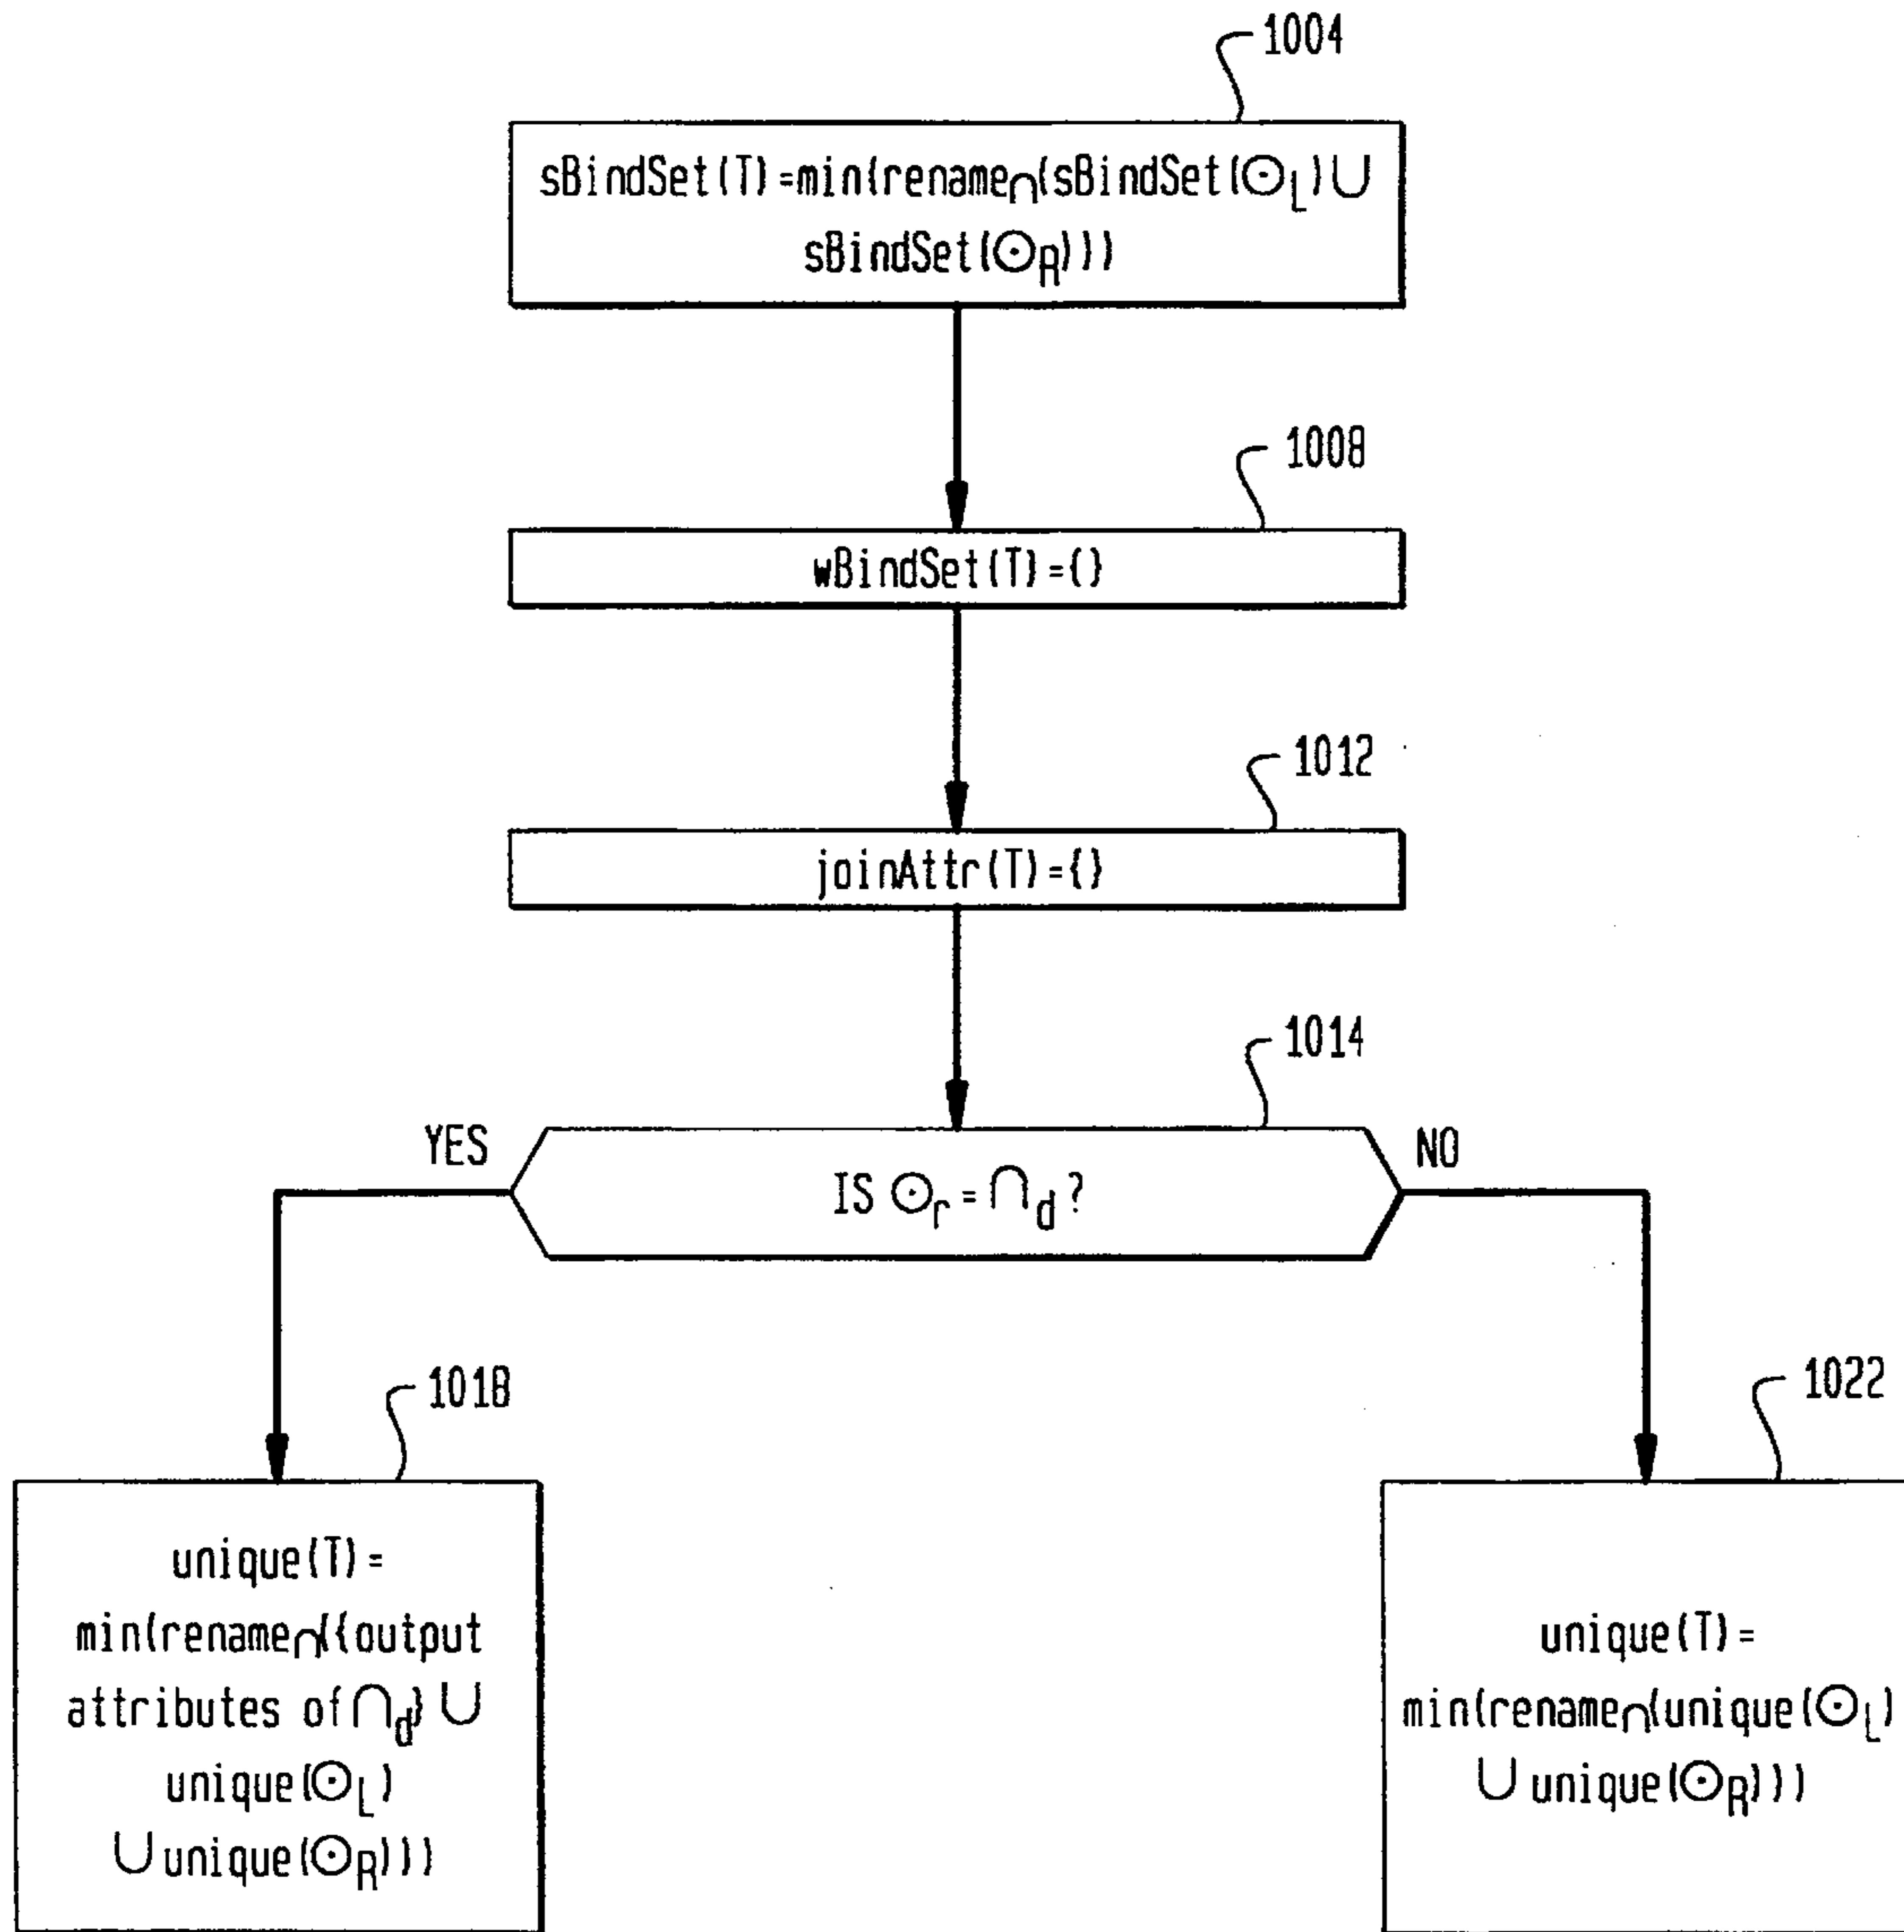 1004
sBindSet(T)=min(rename∩(sBindSet(⊙L)∪
sBindSet(⊙R)))
1008
wBindSet(T)={}
1012
joinAttr(T)={}
1014
YES
IS ⊙r=∩d?
NO
1018
unique(T)=
min(rename∩({output
attributes of ∩d}∪
unique(⊙L)
∪unique(⊙R)))
1022
unique(T)=
min(rename∩(unique(⊙L)
∪unique(⊙R)))